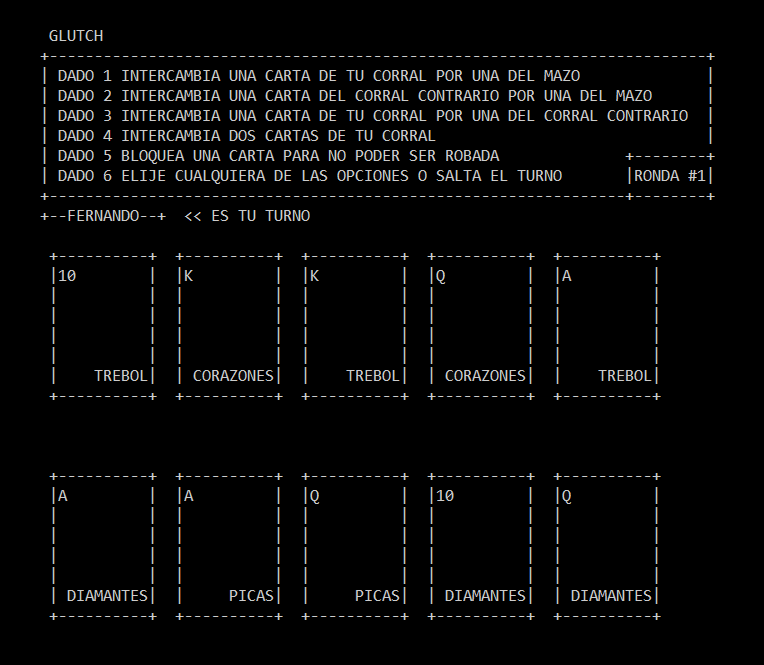 GLUTCH
DADO 1 INTERCAMBIA UNA CARTA DE TU CORRAL POR UNA DEL MAZO
DADO 2 INTERCAMBIA UNA CARTA DEL CORRAL CONTRARIO POR UNA DEL MAZO
DADO 3 INTERCAMBIA UNA CARTA DE TU CORRAL POR UNA DEL CORRAL CONTRARIO
DADO 4 INTERCAMBIA DOS CARTAS DE TU CORRAL
DADO 5 BLOQUEA UNA CARTA PARA NO PODER SER ROBADA
DADO 6 ELIJE CUALQUIERA DE LAS OPCIONES O SALTA EL TURNO RONDA #1
FERNANDO << ES TU TURNO
10 K K Q A
TREBOL CORAZONES TREBOL CORAZONES TREBOL
A A Q 10 Q
DIAMANTES PICAS PICAS DIAMANTES DIAMANTES